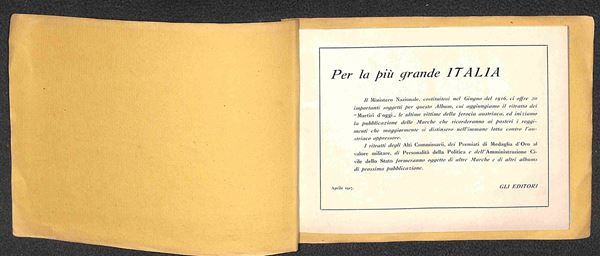 Per la più grande ITALIA
Il Ministero Nazionale, costituitosi nel Giugno del 1916, ci offre 20
importanti soggetti per questo Album, cui aggiungiamo il ritratto dei
"Martiri d'oggi„, le ultime vittime della ferocia austriaca, ed iniziamo
la pubblicazione delle Marche che ricorderanno ai posteri i reggi-
menti che maggiormente si distinsero nell'immane lotta contro l'au-
striaco oppressore.
I ritratti degli Alti Commissarii, dei Premiati di Medaglia d'Oro al
valore militare, di Personalità della Politica e dell'Amministrazione Ci-
vile dello Stato formeranno oggetto di altre Marche e di altri albums
di prossima pubblicazione.
Aprile 1917.
GLI EDITORI